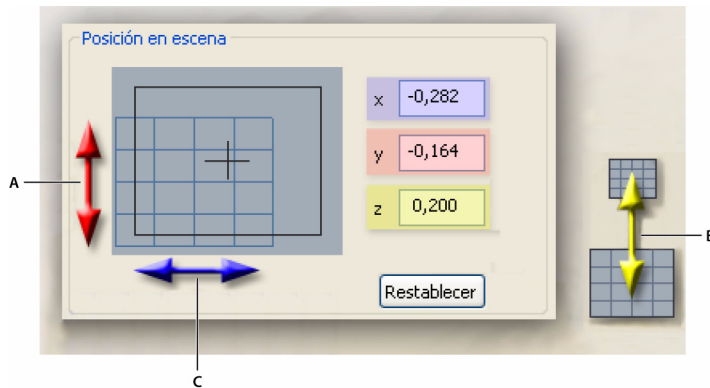 Posición en escena
x -0,282
y -0,164
z 0,200
Restablecer
A
B
C